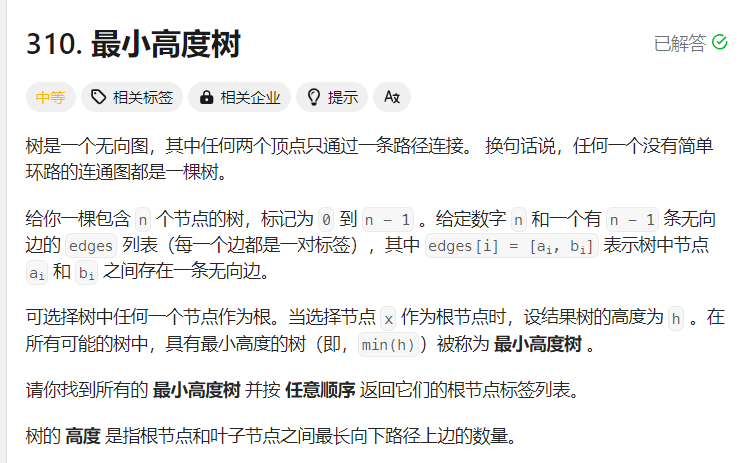 310. 最小高度树
已解答
中等 相关标签 相关企业 提示 Aあ
树是一个无向图，其中任何两个顶点只通过一条路径连接。 换句话说，任何一个没有简单
环路的连通图都是一棵树。
给你一棵包含 n 个节点的树，标记为 0 到 n - 1 。给定数字 n 和一个有 n - 1 条无向
边的 edges 列表（每一个边都是一对标签），其中 edges[i] = [aᵢ, bᵢ] 表示树中节点
aᵢ 和 bᵢ 之间存在一条无向边。
可选择树中任何一个节点作为根。当选择节点 x 作为根节点时，设结果树的高度为 h 。在
所有可能的树中，具有最小高度的树（即，min(h)）被称为 最小高度树 。
请你找到所有的 最小高度树 并按 任意顺序 返回它们的根节点标签列表。
树的 高度 是指根节点和叶子节点之间最长向下路径上边的数量。